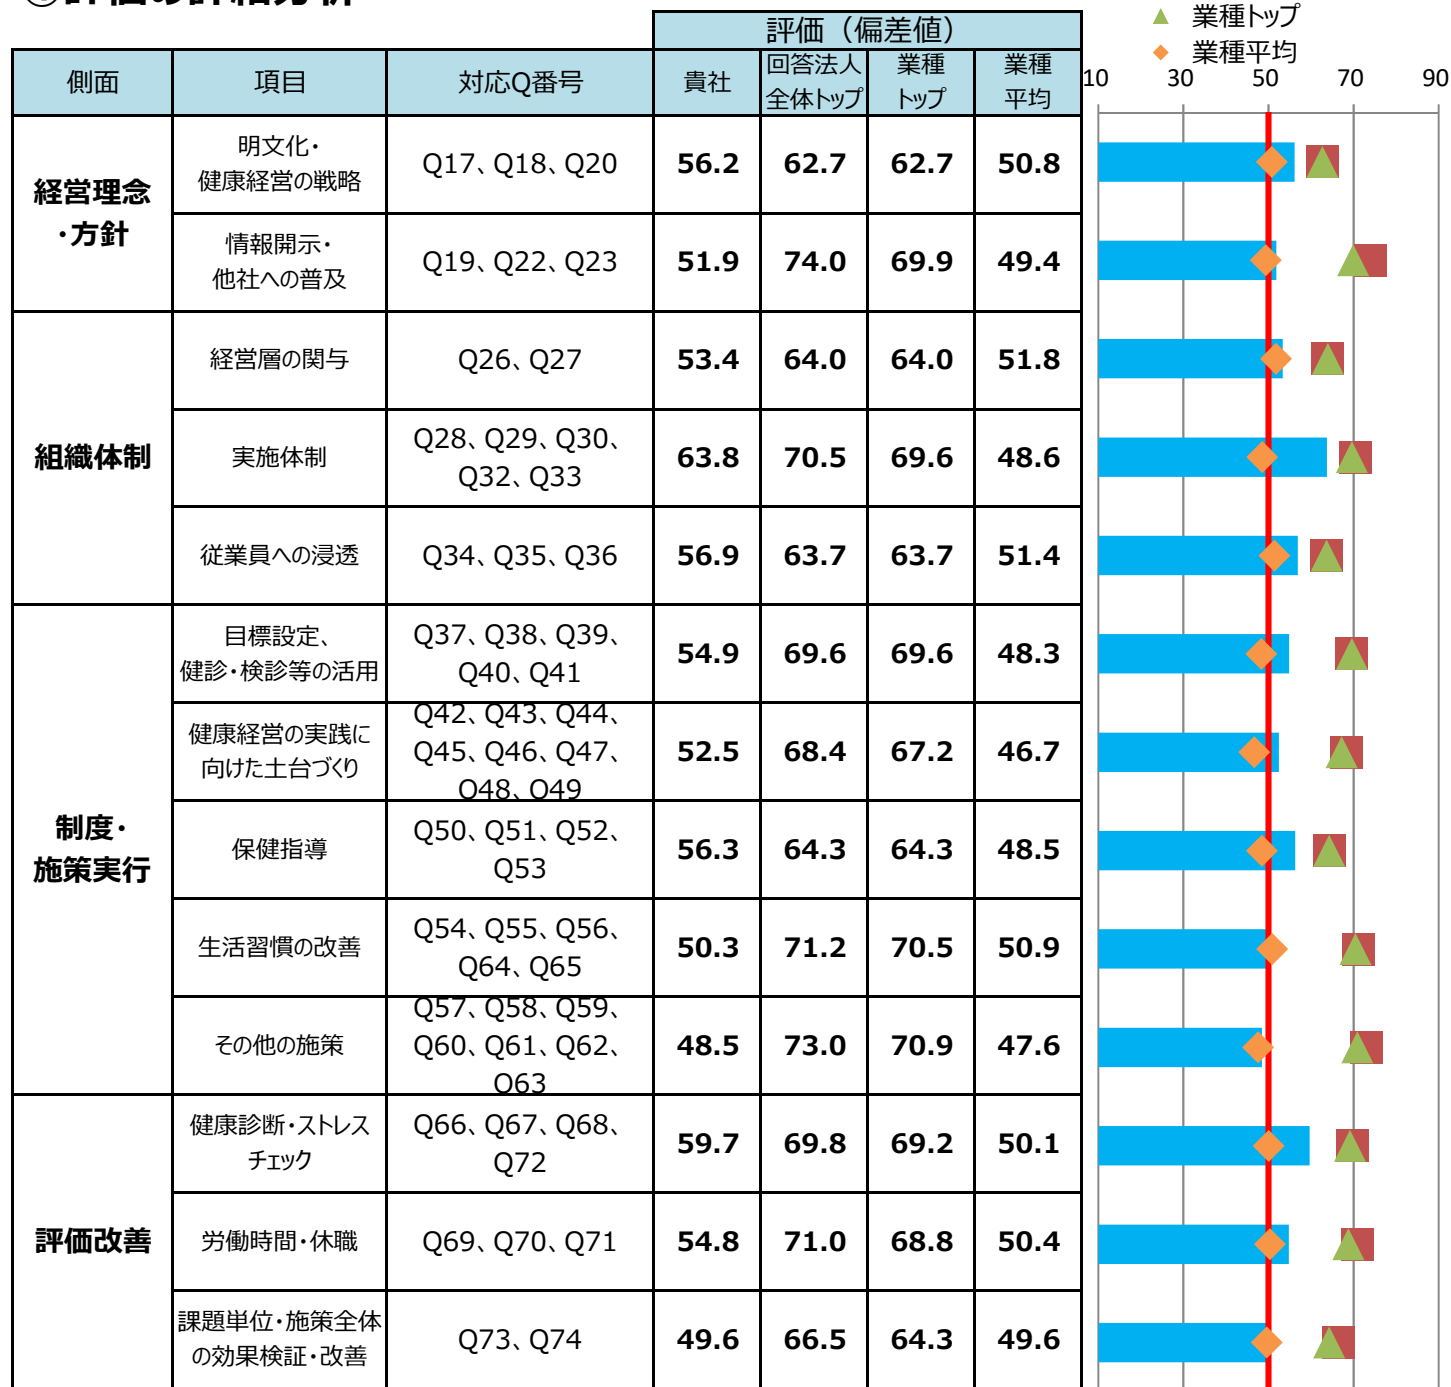 評価（偏差値）
▲ 業種トップ
◆ 業種平均
側面 項目 対応Q番号 貴社 回答法人 業種 業種
全体トップ トップ 平均
10 30 50 70 90
経営理念
・方針
明文化・
健康経営の戦略
Q17、Q18、Q20 56.2 62.7 62.7 50.8
情報開示・
他社への普及
Q19、Q22、Q23 51.9 74.0 69.9 49.4
組織体制
経営層の関与 Q26、Q27 53.4 64.0 64.0 51.8
実施体制
Q28、Q29、Q30、
Q32、Q33
63.8 70.5 69.6 48.6
従業員への浸透 Q34、Q35、Q36 56.9 63.7 63.7 51.4
制度・
施策実行
目標設定、
健診・検診等の活用
Q37、Q38、Q39、
Q40、Q41
54.9 69.6 69.6 48.3
健康経営の実践に
向けた土台づくり
Q42、Q43、Q44、
Q45、Q46、Q47、
Q48、Q49
52.5 68.4 67.2 46.7
保健指導
Q50、Q51、Q52、
Q53
56.3 64.3 64.3 48.5
生活習慣の改善
Q54、Q55、Q56、
Q64、Q65
50.3 71.2 70.5 50.9
その他の施策
Q57、Q58、Q59、
Q60、Q61、Q62、
Q63
48.5 73.0 70.9 47.6
評価改善
健康診断・ストレス
チェック
Q66、Q67、Q68、
Q72
59.7 69.8 69.2 50.1
労働時間・休職 Q69、Q70、Q71 54.8 71.0 68.8 50.4
課題単位・施策全体
の効果検証・改善
Q73、Q74 49.6 66.5 64.3 49.6